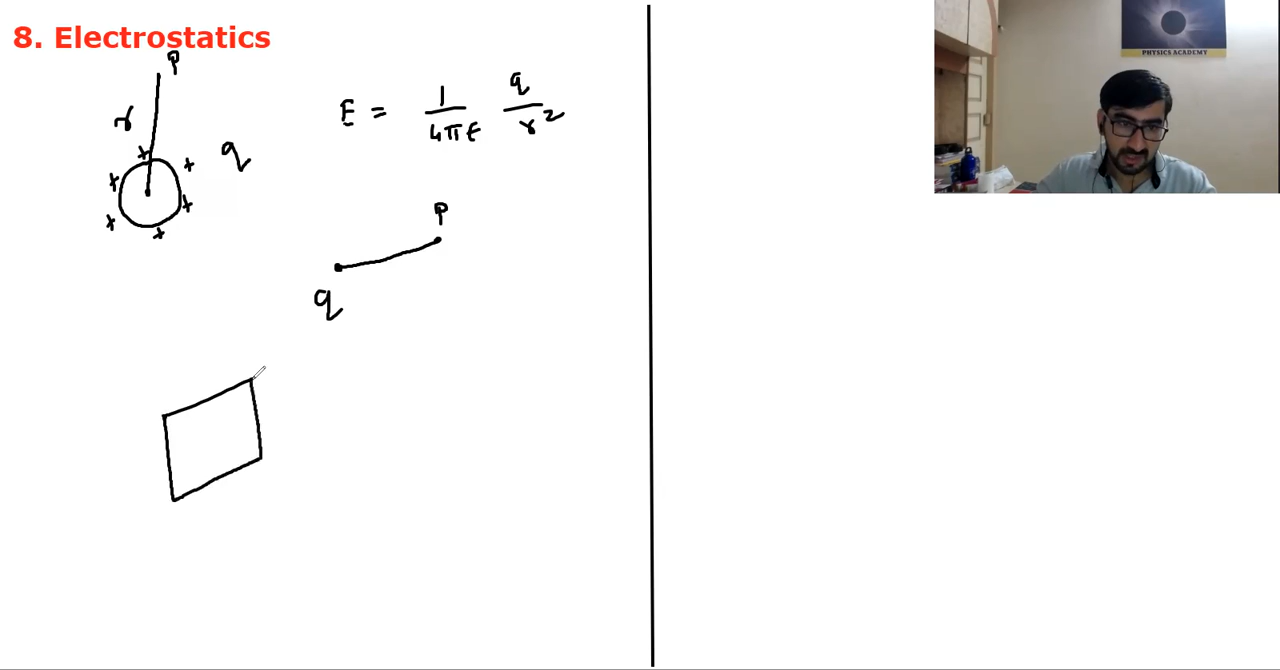 8. Electrostatics
P
r
q
+ + + + + + +
E = 1/4πε q/r²
P
q
PHYSICS ACADEMY